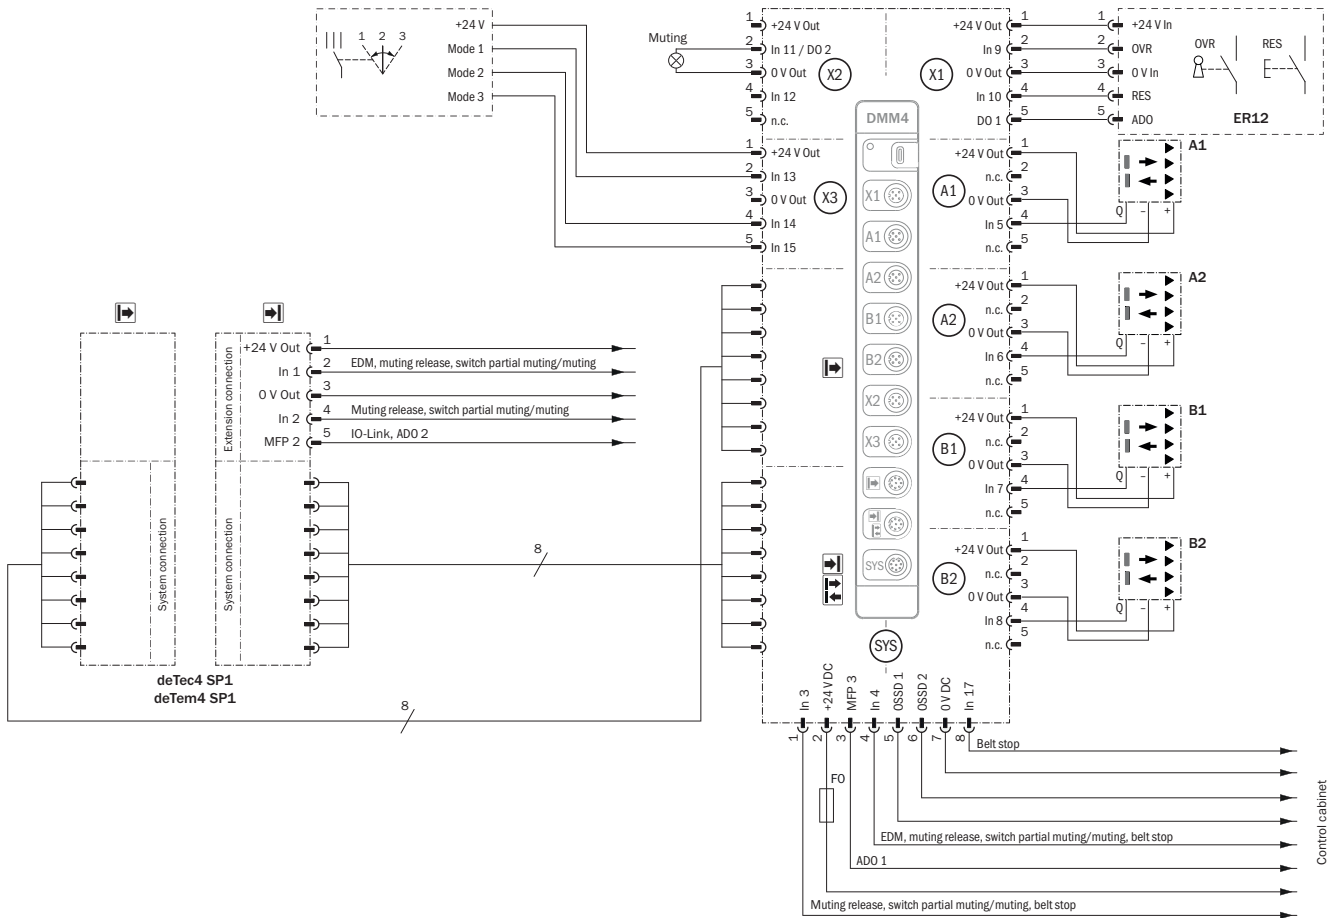 +24 V
Mode 1
Mode 2
Mode 3
1 2 3
Muting
1 +24 V Out
2 In 11 / DO 2
3 0 V Out
4 In 12
5 n.c.
X2
X1
+24 V Out 1
In 9 2
0 V Out 3
In 10 4
DO 1 5
1 +24 V In
2 OVR
3 0 V In
4 RES
5 ADO
OVR RES
ER12
1 +24 V Out
2 In 13
3 0 V Out
4 In 14
5 In 15
X3
DMM4
X1
A1
A2
B1
B2
X2
X3
SYS
+24 V Out 1
n.c. 2
0 V Out 3
In 5 4
n.c. 5
A1
Q – +
A1
+24 V Out 1
n.c. 2
0 V Out 3
In 6 4
n.c. 5
A2
Q – +
A2
+24 V Out 1
n.c. 2
0 V Out 3
In 7 4
n.c. 5
B1
Q – +
B1
+24 V Out 1
n.c. 2
0 V Out 3
In 8 4
n.c. 5
B2
Q – +
B2
Extension connection
+24 V Out 1
In 1 2 EDM, muting release, switch partial muting/muting
0 V Out 3
In 2 4 Muting release, switch partial muting/muting
MFP 2 5 IO-Link, ADO 2
System connection
System connection
deTec4 SP1
deTem4 SP1
8
8
SYS
In 3
+24 V DC
MFP 3
In 4
OSSD 1
OSSD 2
0 V DC
In 17
1 2 3 4 5 6 7 8
Belt stop
F0
EDM, muting release, switch partial muting/muting, belt stop
ADO 1
Muting release, switch partial muting/muting, belt stop
Control cabinet